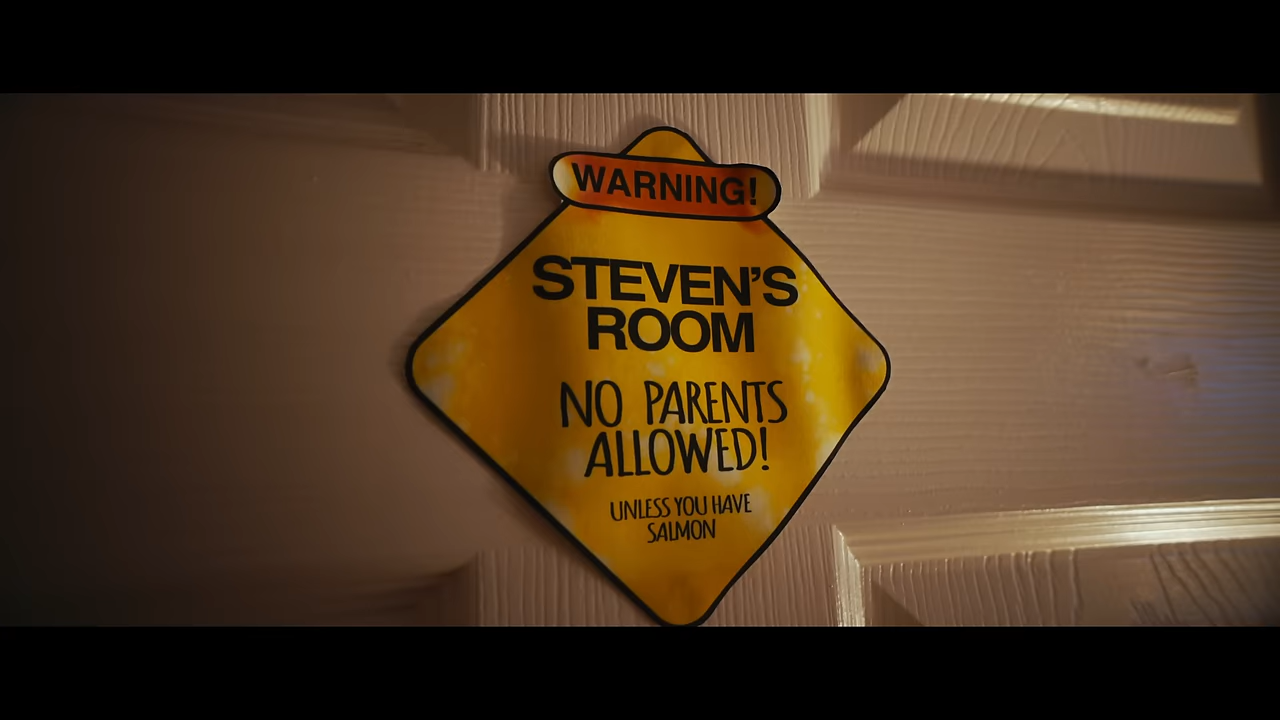 WARNING!
STEVEN'S
ROOM
NO PARENTS
ALLOWED!
UNLESS YOU HAVE
SALMON